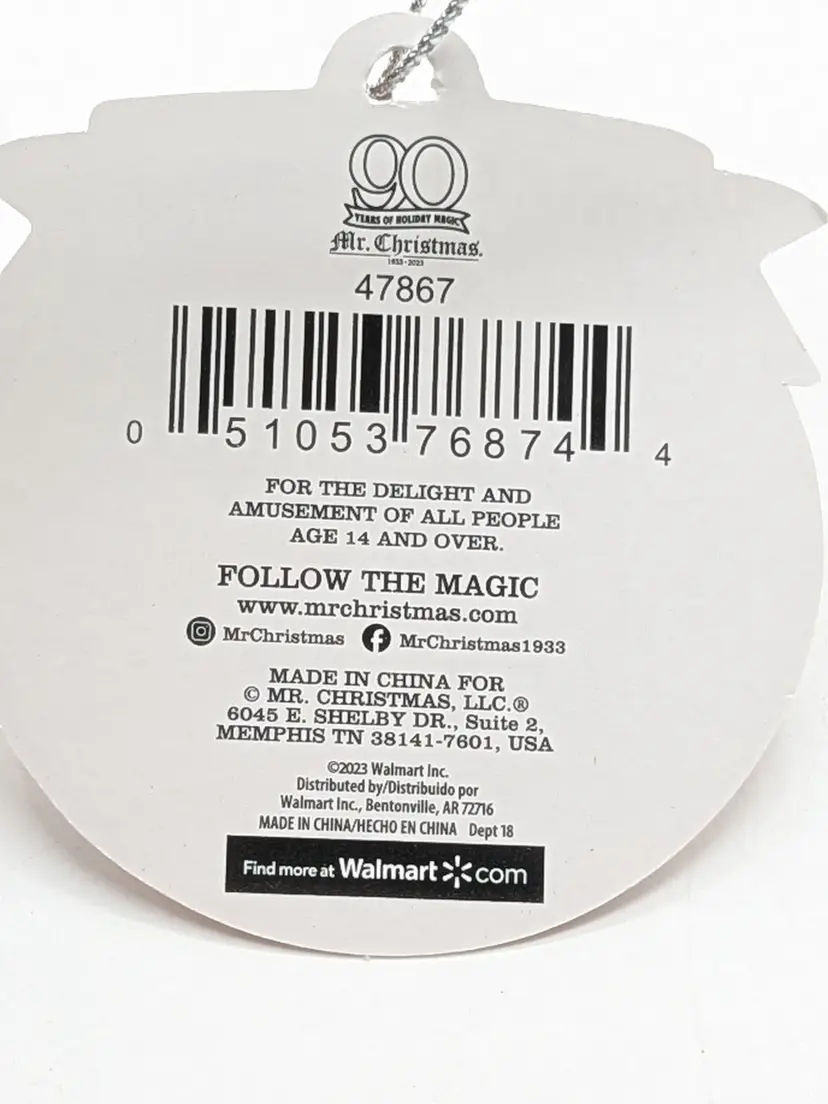 90
YEARS OF HOLIDAY MAGIC
Mr. Christmas.
1933 - 2023
47867
0 51053 76874 4
FOR THE DELIGHT AND
AMUSEMENT OF ALL PEOPLE
AGE 14 AND OVER.
FOLLOW THE MAGIC
www.mrchristmas.com
MrChristmas MrChristmas1933
MADE IN CHINA FOR
© MR. CHRISTMAS, LLC.®
6045 E. SHELBY DR., Suite 2,
MEMPHIS TN 38141-7601, USA
©2023 Walmart Inc.
Distributed by/Distribuido por
Walmart Inc., Bentonville, AR 72716
MADE IN CHINA/HECHO EN CHINA Dept 18
Find more at Walmart com